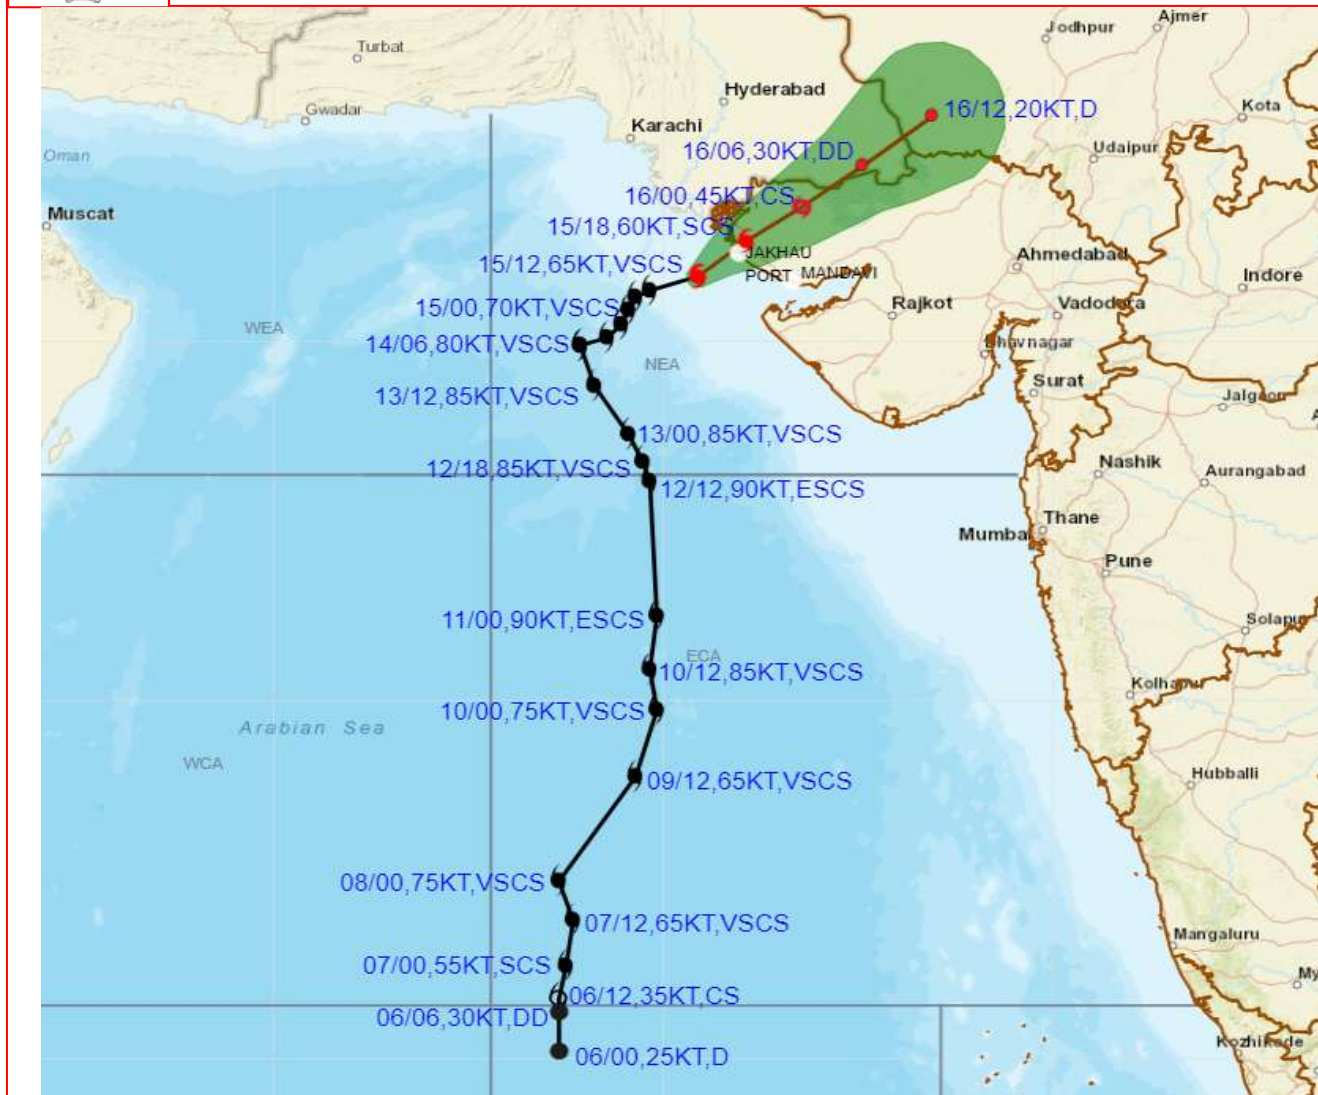 Ajmer
Jodhpur
Turbat
Hyderabad
Gwadar
Kota
16/12,20KT,D
Karachi
Udaipur
Oman
16/06,30KT,DD
16/00,45KT,CS
Muscat
15/18,60KT,SCS
JAKHAU
PORT
MANDAVI
Ahmedabad
15/12,65KT,VSCS
Indore
Rajkot
Vadodara
15/00,70KT,VSCS
WEA
14/06,80KT,VSCS
Bhavnagar
NEA
Surat
13/12,85KT,VSCS
Jalgaon
13/00,85KT,VSCS
Nashik
12/18,85KT,VSCS
Aurangabad
12/12,90KT,ESCS
Thane
Mumbai
Pune
11/00,90KT,ESCS
Solapur
ECA
10/12,85KT,VSCS
Kolhapur
10/00,75KT,VSCS
Arabian Sea
WCA
Hubballi
09/12,65KT,VSCS
08/00,75KT,VSCS
07/12,65KT,VSCS
Mangaluru
07/00,55KT,SCS
My
06/12,35KT,CS
06/06,30KT,DD
Kozhikode
06/00,25KT,D